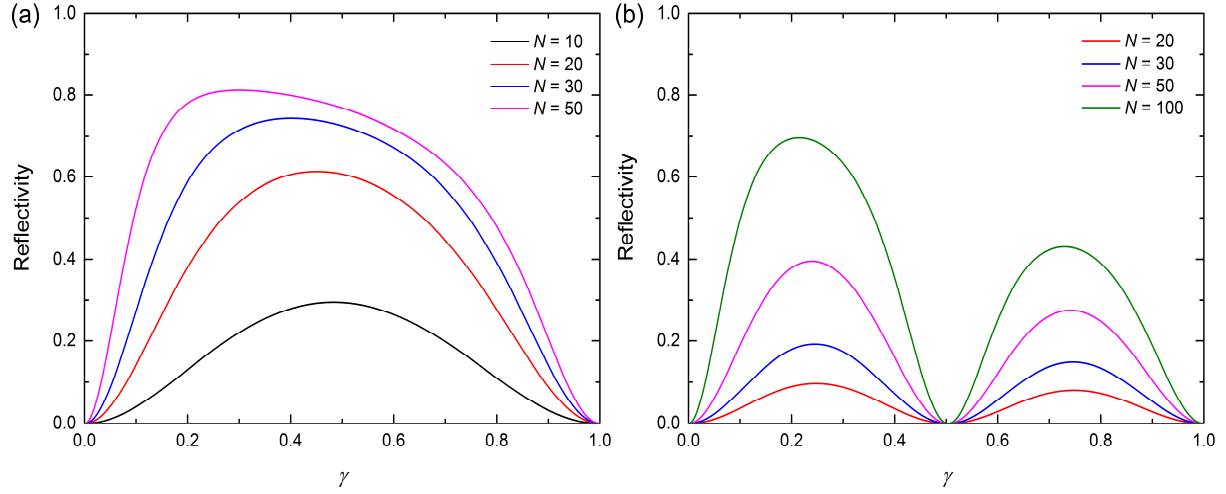 (a)
1.0
0.8
0.6
0.4
0.2
0.0
Reflectivity
N = 10
N = 20
N = 30
N = 50
0.0 0.2 0.4 0.6 0.8 1.0
γ
(b)
1.0
0.8
0.6
0.4
0.2
0.0
Reflectivity
N = 20
N = 30
N = 50
N = 100
0.0 0.2 0.4 0.6 0.8 1.0
γ